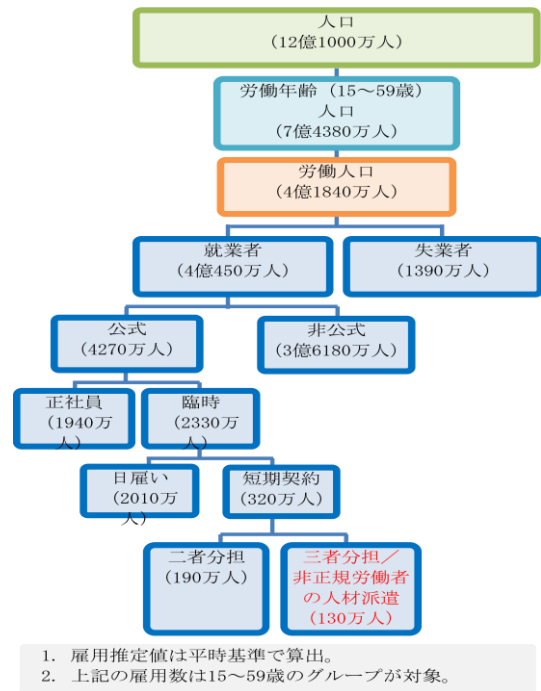 人口
(12億1000万人)
労働年齢（15～59歳）
人口
(7億4380万人)
労働人口
(4億1840万人)
就業者
(4億450万人)
失業者
(1390万人)
公式
(4270万人)
非公式
(3億6180万人)
正社員
(1940万
人)
臨時
(2330万
人)
日雇い
(2010万
人)
短期契約
(320万人)
二者分担
(190万人)
三者分担／
非正規労働者
の人材派遣
(130万人)
1. 雇用推定値は平時基準で算出。
2. 上記の雇用数は15～59歳のグループが対象。